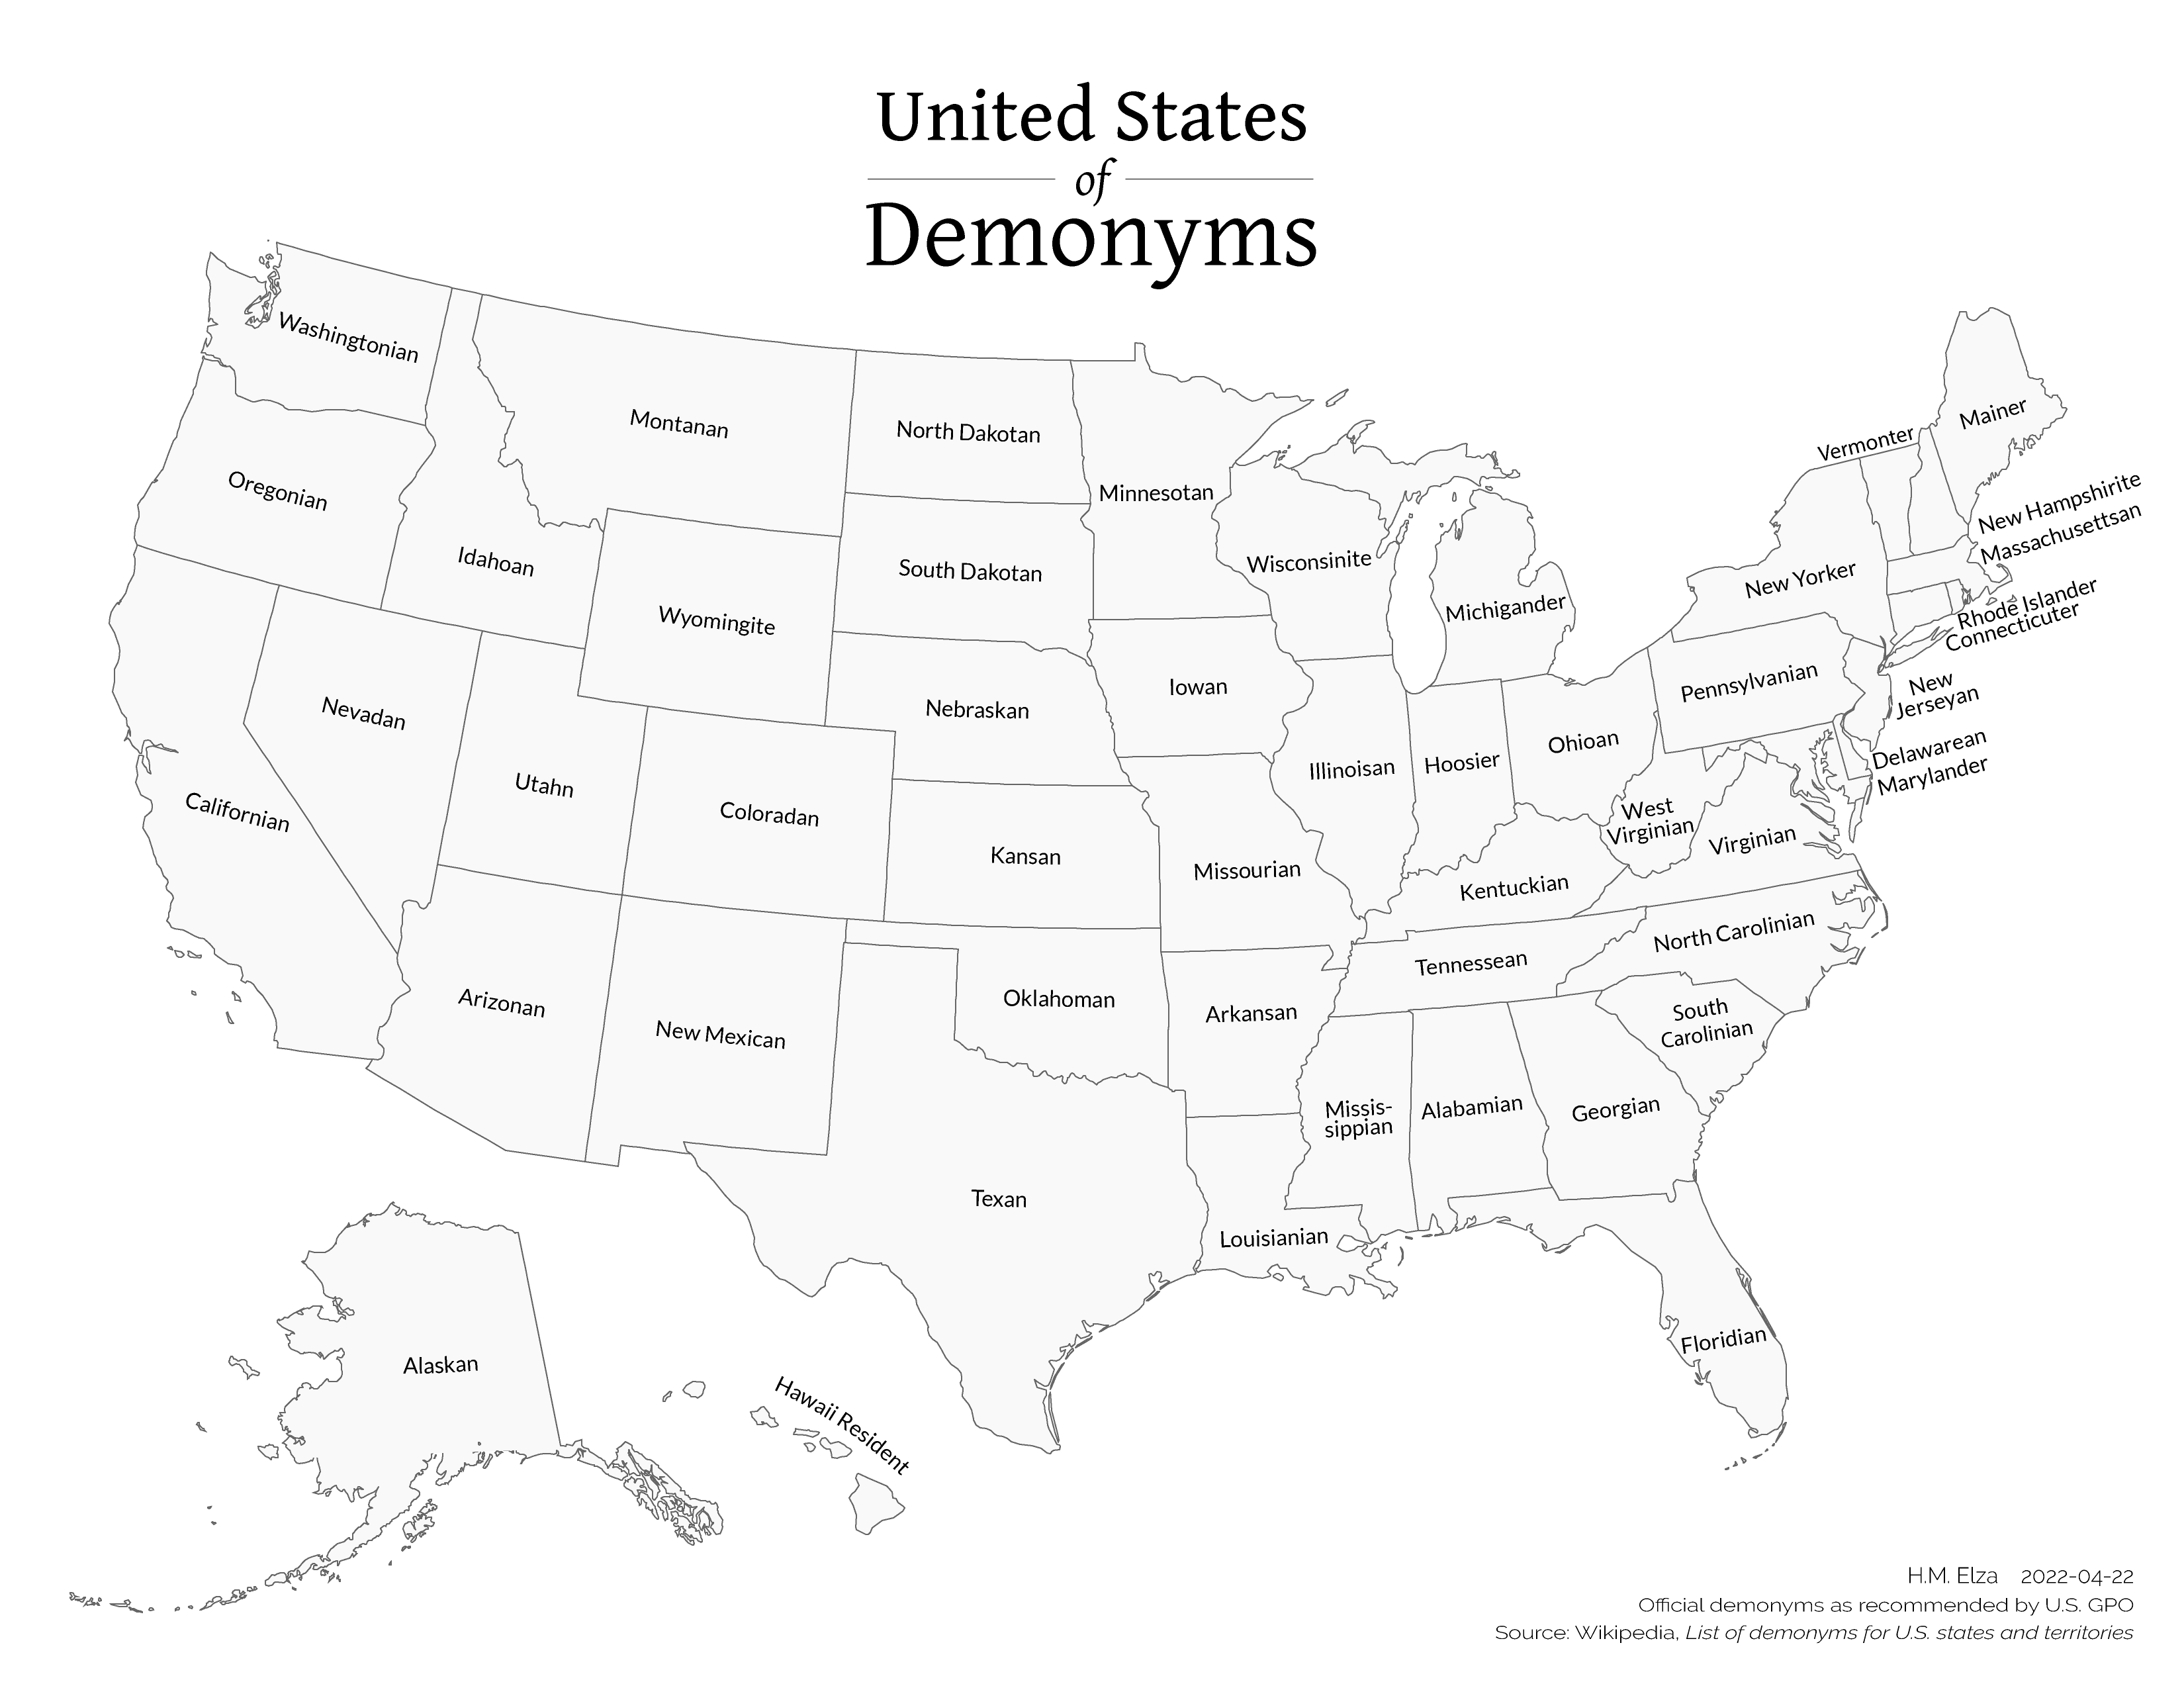 United States
of
Demonyms
Washingtonian
Oregonian
Californian
Idahoan
Nevadan
Montanan
Wyomingite
Utahn
Coloradan
Arizonan
New Mexican
North Dakotan
South Dakotan
Nebraskan
Kansan
Oklahoman
Texan
Minnesotan
Iowan
Missourian
Arkansan
Louisianian
Wisconsinite
Illinoisan
Michigander
Hoosier
Ohioan
Kentuckian
Tennessean
Missis-
sippian
Alabamian
Georgian
Floridian
South
Carolinian
North Carolinian
Virginian
West
Virginian
Pennsylvanian
New Yorker
Vermonter
Mainer
New Hampshirite
Massachusettsan
Rhode Islander
Connecticuter
New
Jerseyan
Delawarean
Marylander
Alaskan
Hawaii Resident
H.M. Elza 2022-04-22
Official demonyms as recommended by U.S. GPO
Source: Wikipedia, List of demonyms for U.S. states and territories